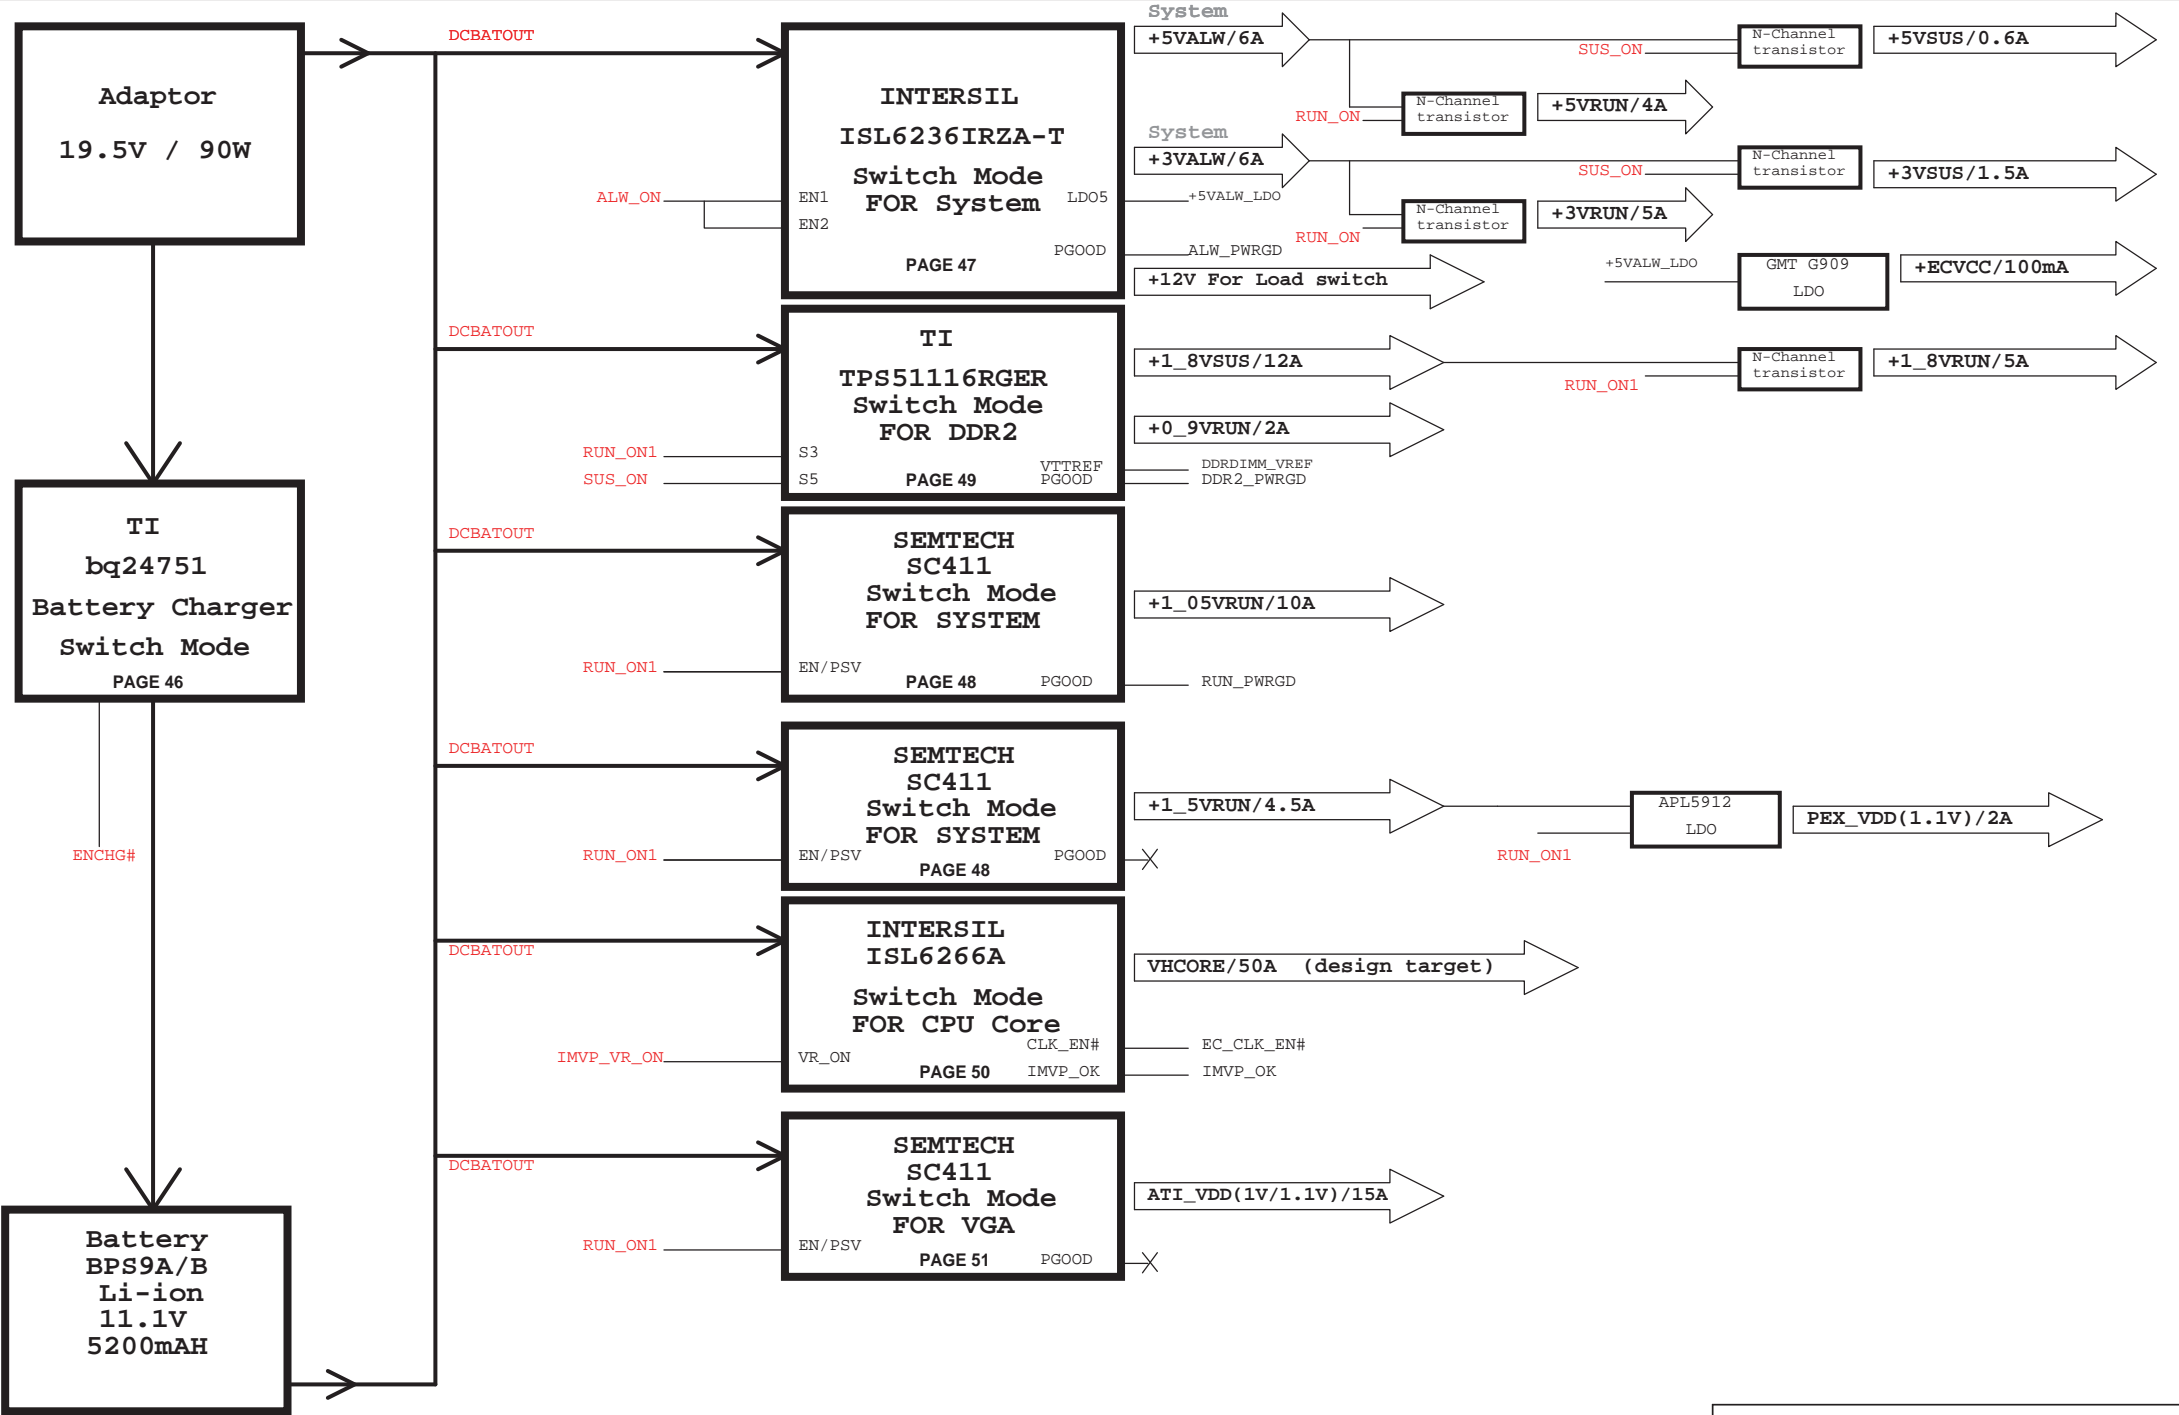 Adaptor
19.5V / 90W
TI
bq24751
Battery Charger
Switch Mode
PAGE 46
ENCHG#
Battery
BPS9A/B
Li-ion
11.1V
5200mAH
DCBATOUT
INTERSIL
ISL6236IRZA-T
Switch Mode
FOR System
ALW_ON
EN1
EN2
LDO5
+5VALW_LDO
PGOOD
ALW_PWRGD
PAGE 47
System
+5VALW/6A
SUS_ON
N-Channel
transistor
+5VSUS/0.6A
RUN_ON
N-Channel
transistor
+5VRUN/4A
System
+3VALW/6A
SUS_ON
N-Channel
transistor
+3VSUS/1.5A
RUN_ON
N-Channel
transistor
+3VRUN/5A
+12V For Load switch
+5VALW_LDO
GMT G909
LDO
+ECVCC/100mA
DCBATOUT
TI
TPS51116RGER
Switch Mode
FOR DDR2
RUN_ON1
S3
SUS_ON
S5
PAGE 49
VTTREF
PGOOD
DDRDIMM_VREF
DDR2_PWRGD
+1_8VSUS/12A
RUN_ON1
N-Channel
transistor
+1_8VRUN/5A
+0_9VRUN/2A
DCBATOUT
SEMTECH
SC411
Switch Mode
FOR SYSTEM
RUN_ON1
EN/PSV
PAGE 48
PGOOD
RUN_PWRGD
+1_05VRUN/10A
DCBATOUT
SEMTECH
SC411
Switch Mode
FOR SYSTEM
RUN_ON1
EN/PSV
PAGE 48
PGOOD
+1_5VRUN/4.5A
RUN_ON1
APL5912
LDO
PEX_VDD(1.1V)/2A
DCBATOUT
INTERSIL
ISL6266A
Switch Mode
FOR CPU Core
IMVP_VR_ON
VR_ON
PAGE 50
CLK_EN#
EC_CLK_EN#
IMVP_OK
IMVP_OK
VHCORE/50A (design target)
DCBATOUT
SEMTECH
SC411
Switch Mode
FOR VGA
RUN_ON1
EN/PSV
PAGE 51
PGOOD
ATI_VDD(1V/1.1V)/15A